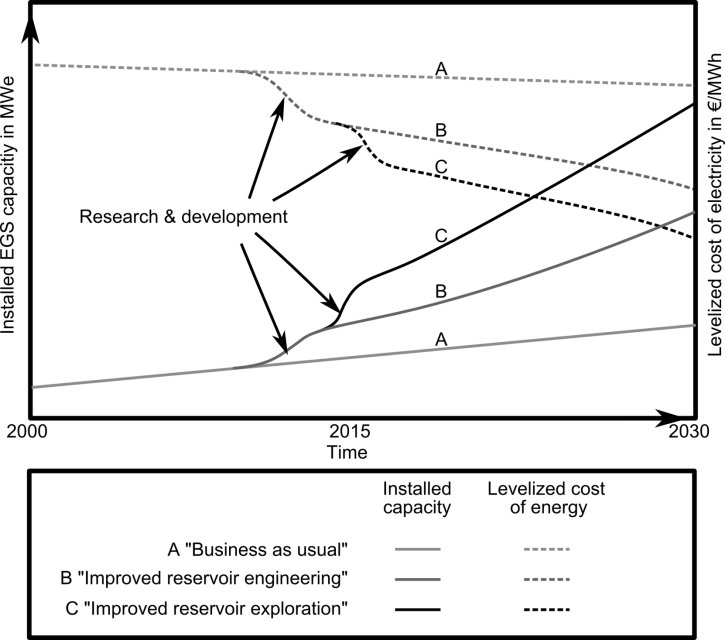 Installed EGS capacitiy in MWe
Levelized cost of electricity in €/MWh
A
B
C
Research & development
C
B
A
2000
2015
2030
Time
Installed capacity
Levelized cost of energy
A "Business as usual"
B "Improved reservoir engineering"
C "Improved reservoir exploration"